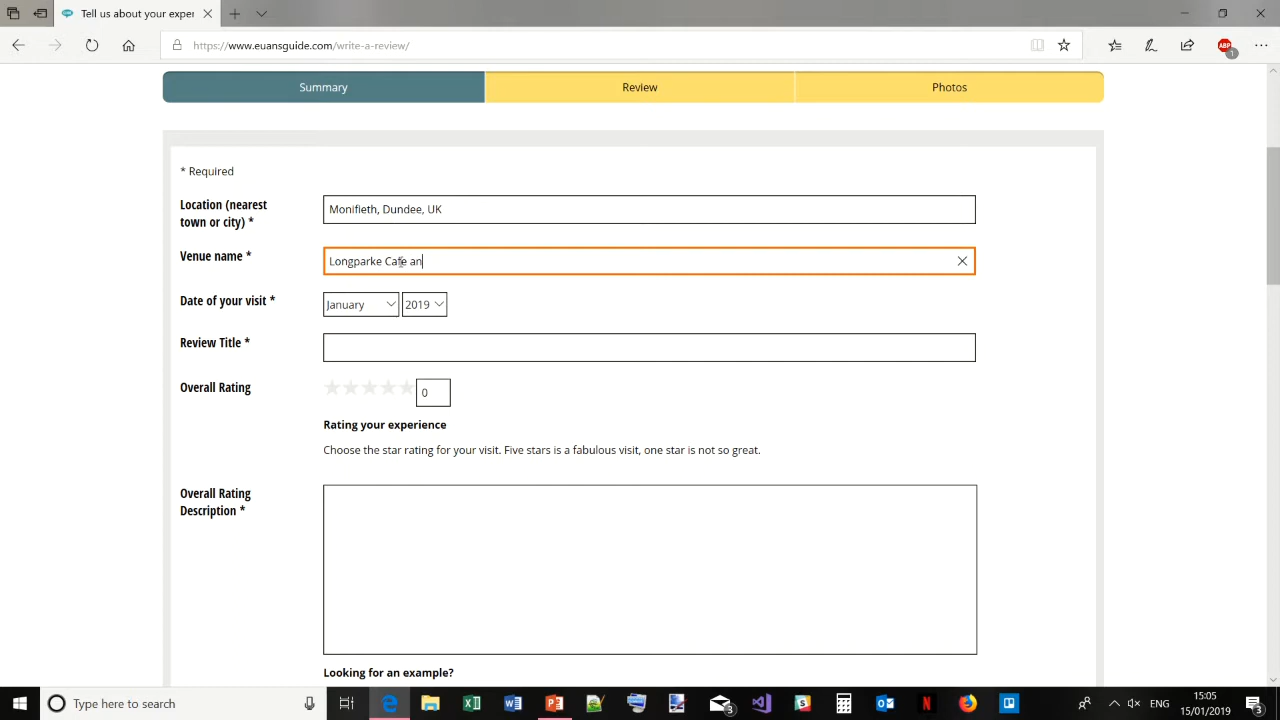 Tell us about your exper
https://www.euansguide.com/write-a-review/
ABP
1
Summary
Review
Photos
* Required
Location (nearest
town or city) *
Monifieth, Dundee, UK
Venue name *
Longparke Cafe an
Date of your visit *
January
2019
Review Title *
Overall Rating
0
Rating your experience
Choose the star rating for your visit. Five stars is a fabulous visit, one star is not so great.
Overall Rating
Description *
Looking for an example?
Type here to search
3
ENG
15:05
15/01/2019
3